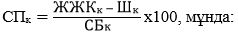 СПк = ЖЖКк – Шк / СБк х100, мұнда: